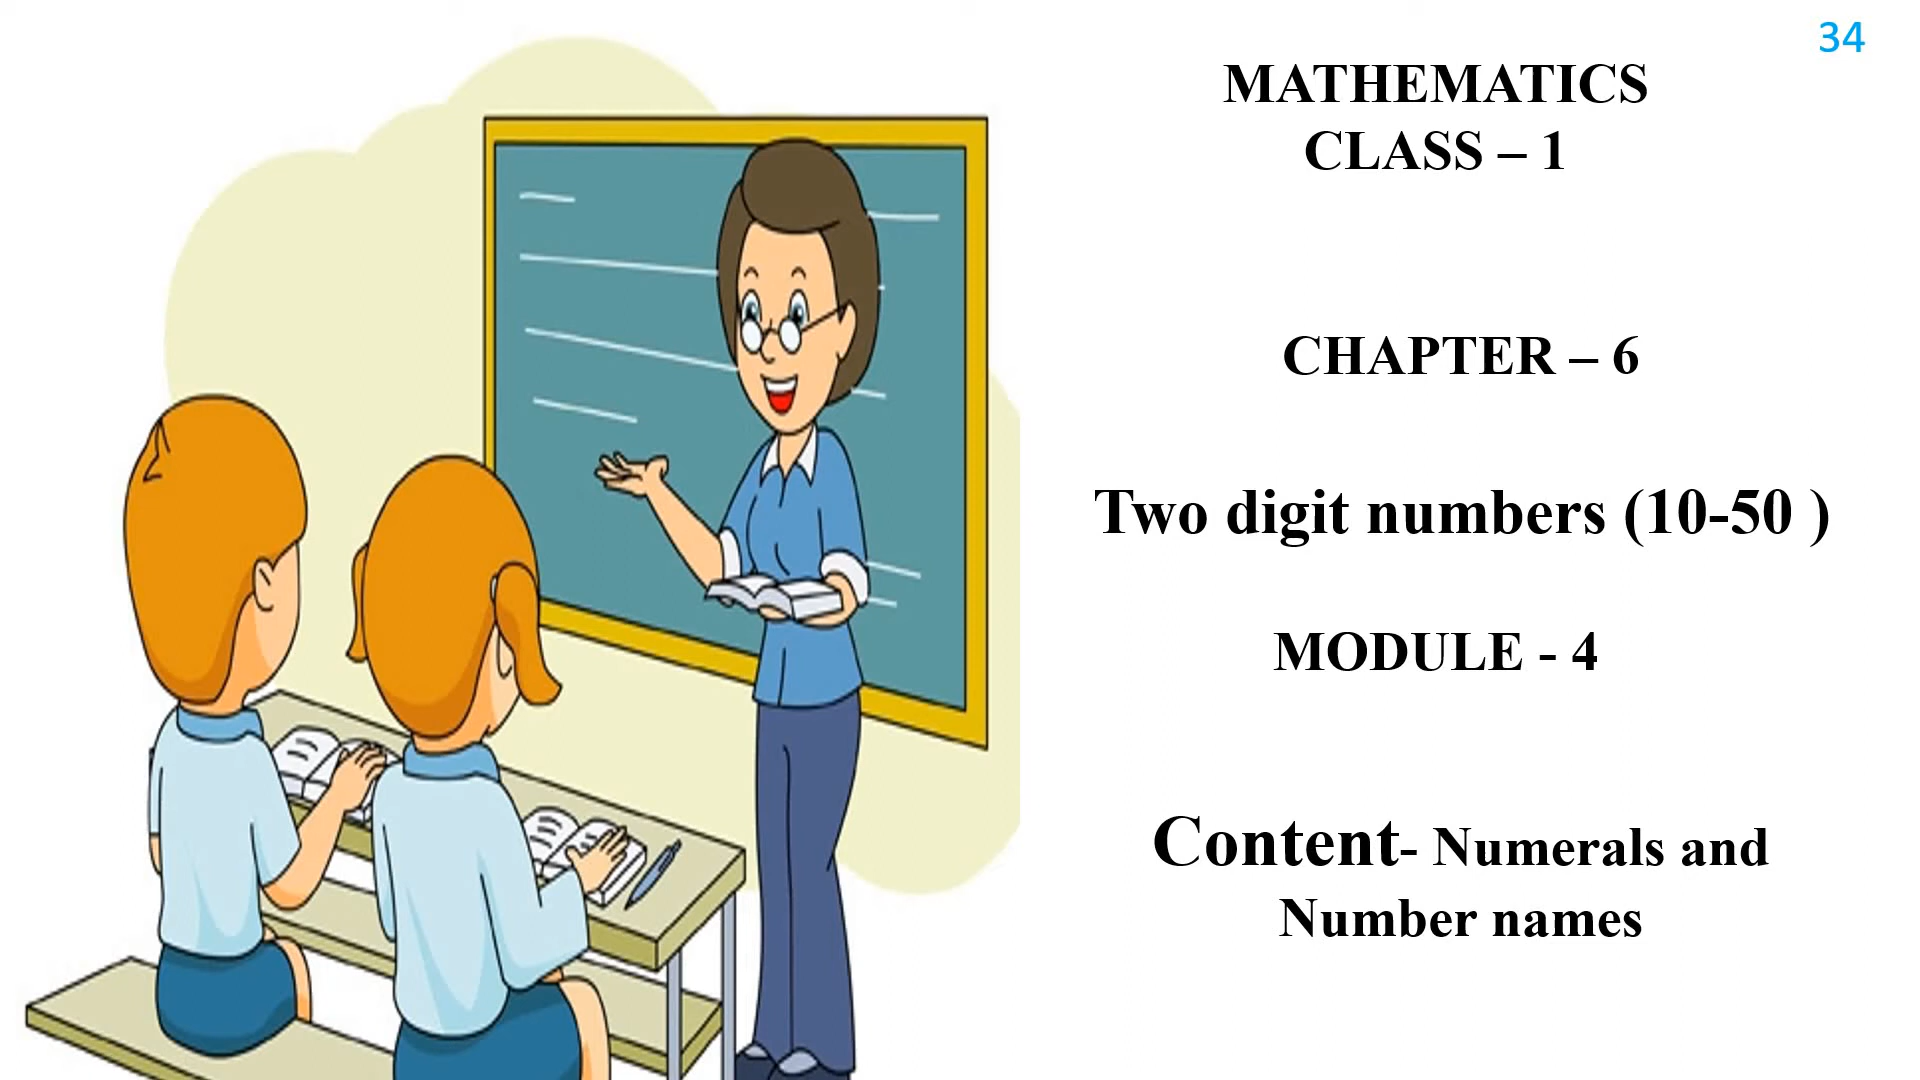 34
MATHEMATICS
CLASS – 1
CHAPTER – 6
Two digit numbers (10-50 )
MODULE - 4
Content- Numerals and
Number names